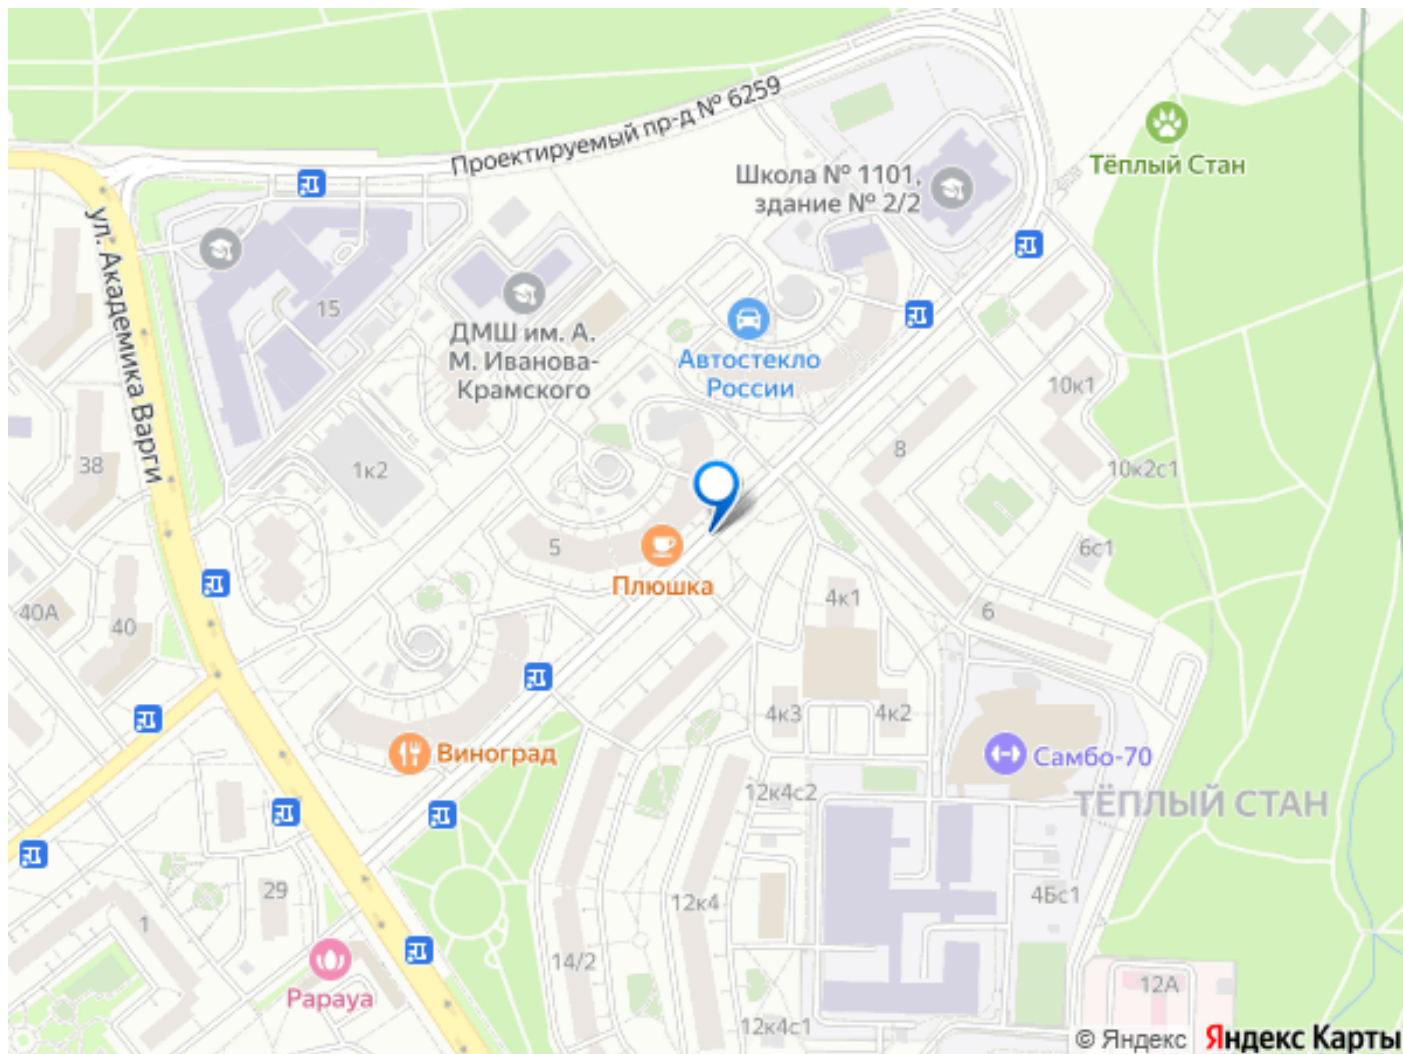 Проектируемый пр-д № 6259
Тёплый Стан
Школа № 1101,
здание № 2/2
ул. Академика Варги
15
ДМШ им. А.
М. Иванова-
Крамского
Автостекло
России
10к1
38
1к2
8
10к2с1
5
Плюшка
6с1
40А
40
4к1
6
4к3
4к2
Виноград
Самбо-70
12к4с2
ТЁПЛЫЙ СТАН
29
1
12к4
4Бс1
14/2
Papaya
12А
12к4с1
© Яндекс Яндекс Карты